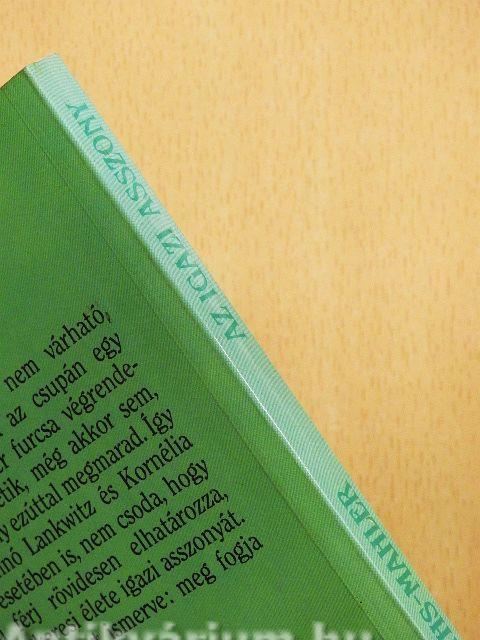 AZ IGAZI ASSZONY
HS-MAHLER
nem várható,
az csupán egy
furcsa végrende-
még akkor sem,
ezúttal megmarad. Így
Lankwitz és Kornélia
esetében is, nem csoda, hogy
férj rövidesen elhatározza,
élete igazi asszonyát.
ismerve: meg fogja